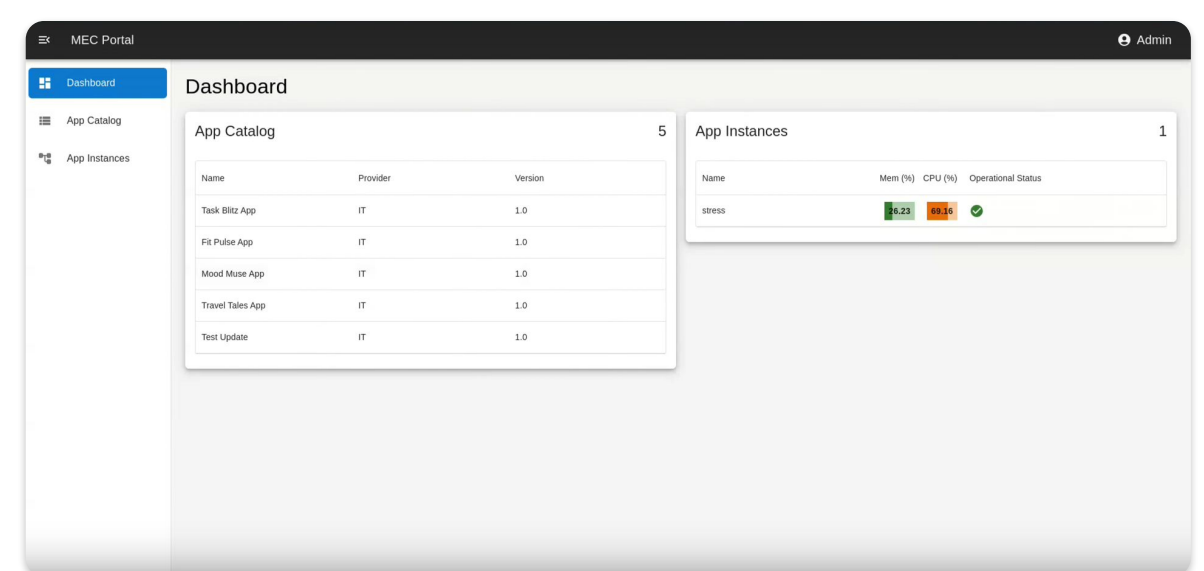 MEC Portal
Admin
Dashboard
App Catalog
App Instances
Dashboard
App Catalog 5
Name Provider Version
Task Blitz App IT 1.0
Fit Pulse App IT 1.0
Mood Muse App IT 1.0
Travel Tales App IT 1.0
Test Update IT 1.0
App Instances 1
Name Mem (%) CPU (%) Operational Status
stress 26.23 69.16